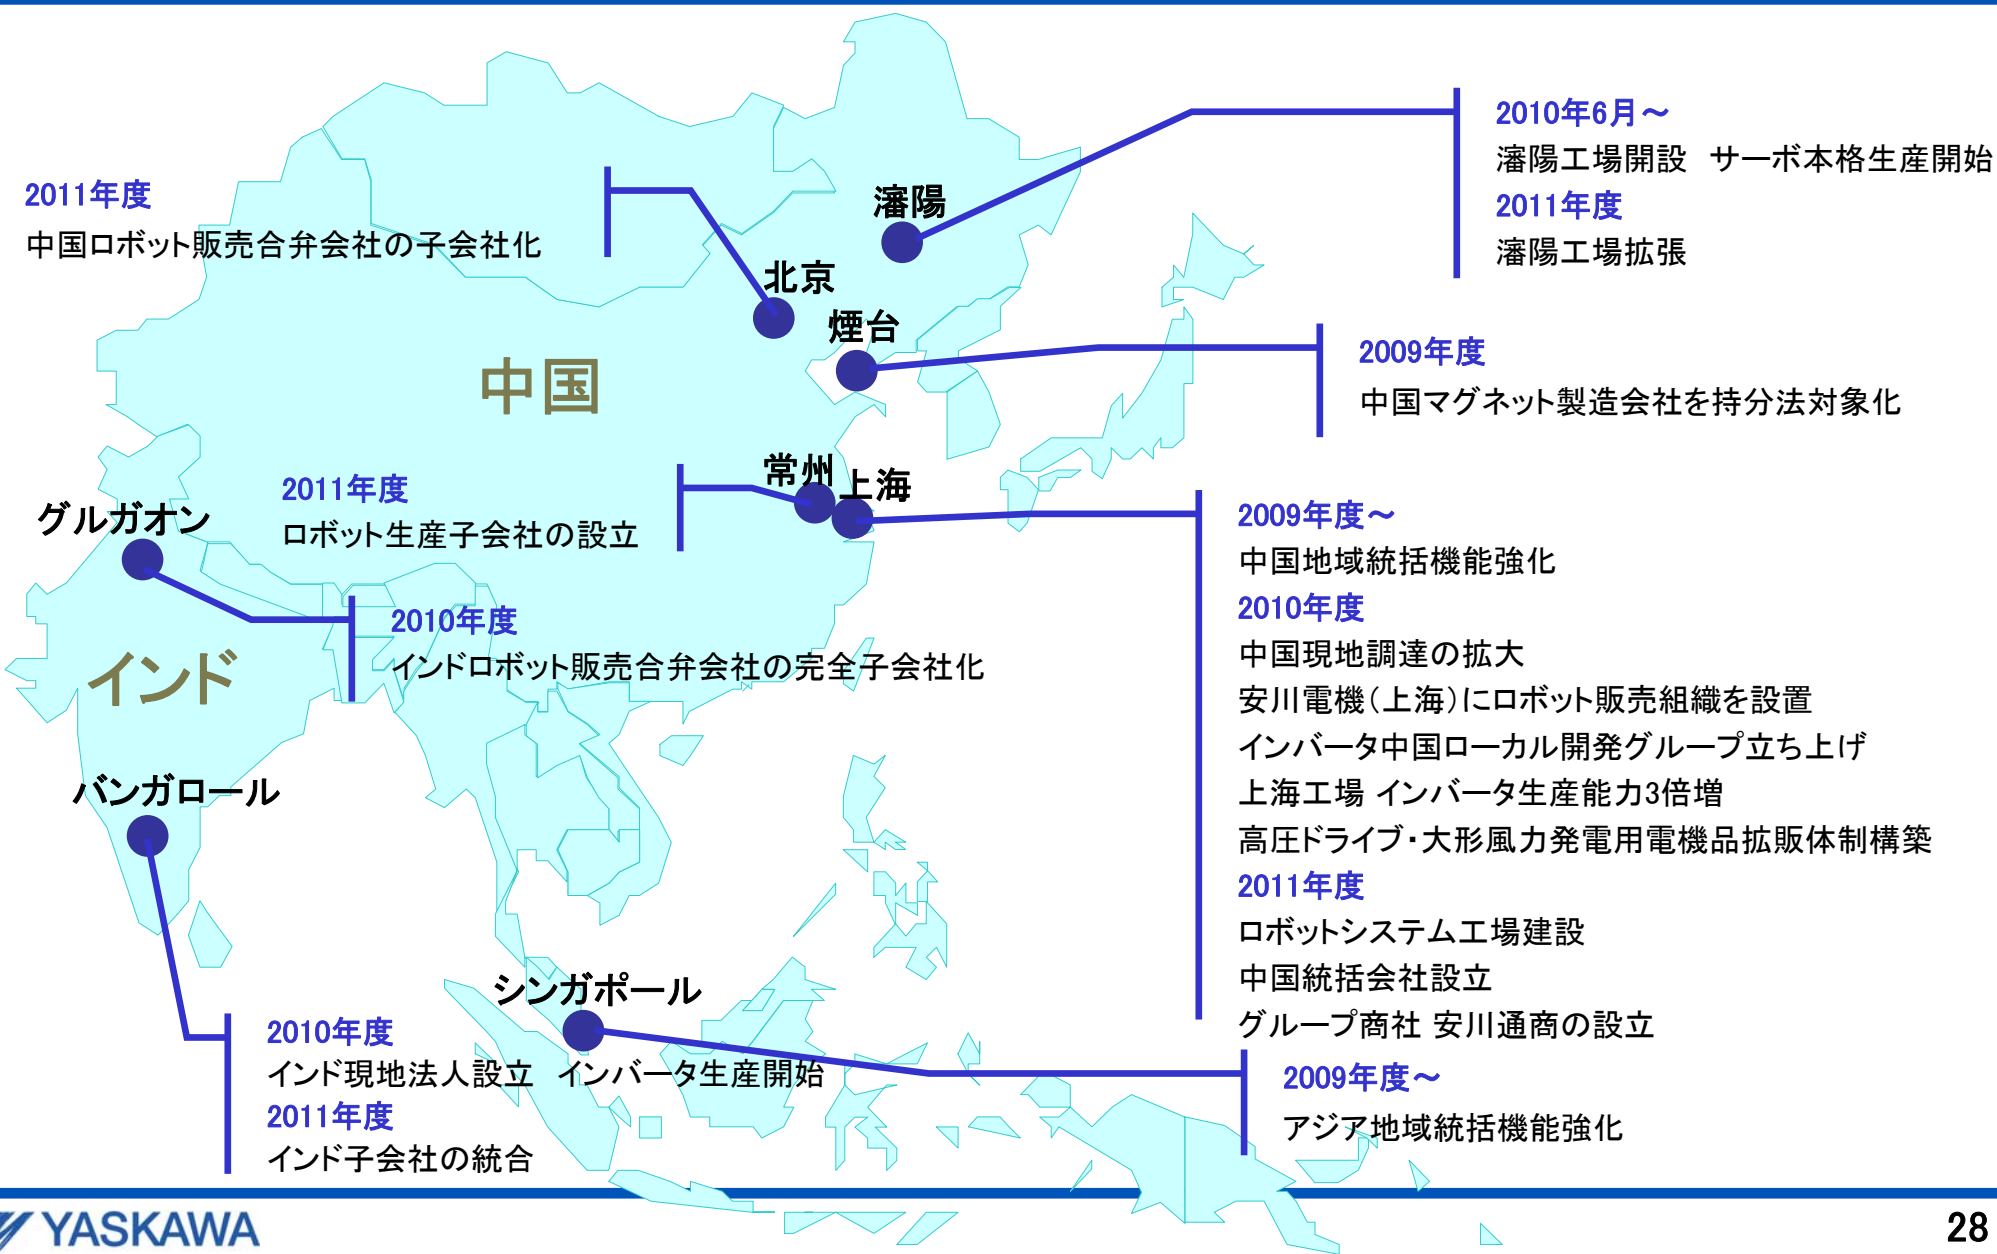 2010年6月～
瀋陽工場開設　サーボ本格生産開始
2011年度
瀋陽工場拡張
2011年度
中国ロボット販売合弁会社の子会社化
瀋陽
北京
煙台
2009年度
中国マグネット製造会社を持分法対象化
中国
常州
上海
2011年度
ロボット生産子会社の設立
グルガオン
2009年度～
中国地域統括機能強化
2010年度
中国現地調達の拡大
安川電機（上海）にロボット販売組織を設置
インバータ中国ローカル開発グループ立ち上げ
上海工場 インバータ生産能力3倍増
高圧ドライブ・大形風力発電用電機品拡販体制構築
2011年度
ロボットシステム工場建設
中国統括会社設立
グループ商社 安川通商の設立
2010年度
インドロボット販売合弁会社の完全子会社化
インド
バンガロール
シンガポール
2010年度
インド現地法人設立　インバータ生産開始
2011年度
インド子会社の統合
2009年度～
アジア地域統括機能強化
YASKAWA
28